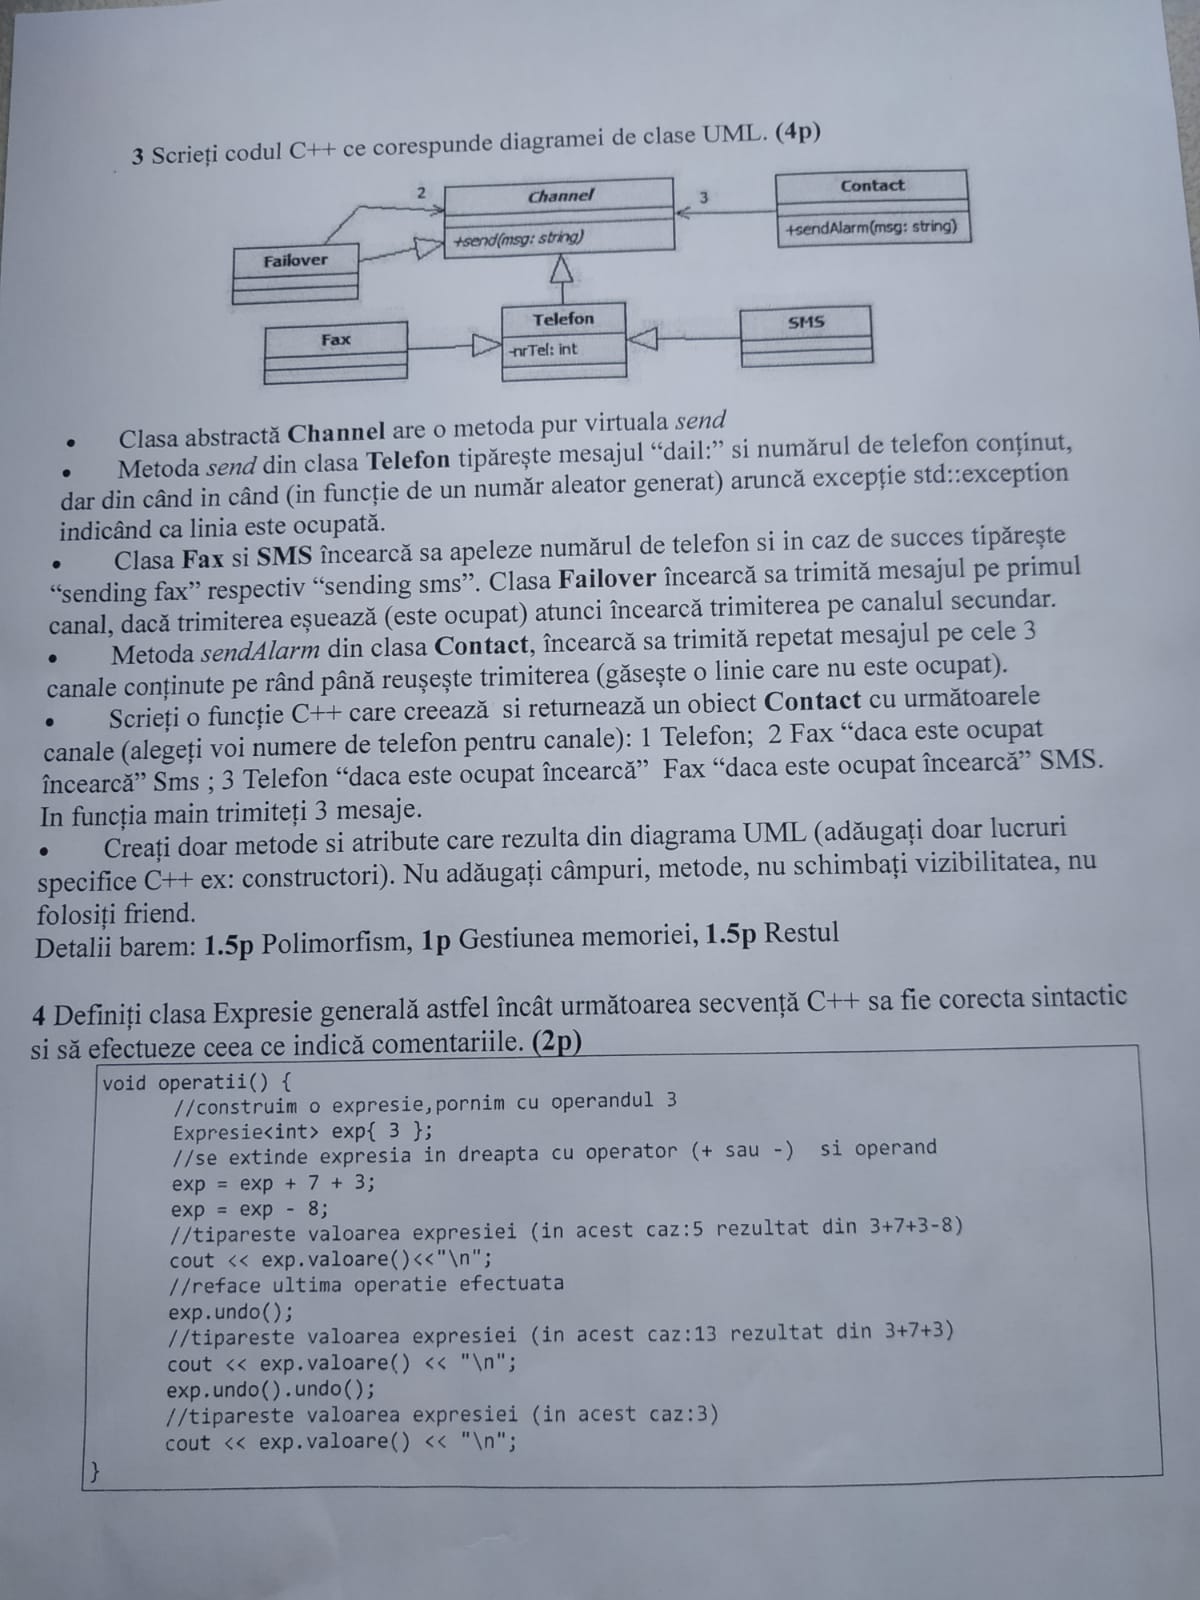 3 Scrieți codul C++ ce corespunde diagramei de clase UML. (4p)
2
Channel
3
Contact
+send(msg: string)
+sendAlarm(msg: string)
Failover
Telefon
SMS
Fax
-nrTel: int
• Clasa abstractă Channel are o metoda pur virtuala send
• Metoda send din clasa Telefon tipărește mesajul “dail:” si numărul de telefon conținut,
dar din când in când (in funcție de un număr aleator generat) aruncă excepție std::exception
indicând ca linia este ocupată.
• Clasa Fax si SMS încearcă sa apeleze numărul de telefon si in caz de succes tipărește
“sending fax” respectiv “sending sms”. Clasa Failover încearcă sa trimită mesajul pe primul
canal, dacă trimiterea eșuează (este ocupat) atunci încearcă trimiterea pe canalul secundar.
• Metoda sendAlarm din clasa Contact, încearcă sa trimită repetat mesajul pe cele 3
canale conținute pe rând până reușește trimiterea (găsește o linie care nu este ocupat).
• Scrieți o funcție C++ care creează si returnează un obiect Contact cu următoarele
canale (alegeți voi numere de telefon pentru canale): 1 Telefon; 2 Fax “daca este ocupat
încearcă” Sms ; 3 Telefon “daca este ocupat încearcă” Fax “daca este ocupat încearcă” SMS.
In funcția main trimiteți 3 mesaje.
• Creați doar metode si atribute care rezulta din diagrama UML (adăugați doar lucruri
specifice C++ ex: constructori). Nu adăugați câmpuri, metode, nu schimbați vizibilitatea, nu
folosiți friend.
Detalii barem: 1.5p Polimorfism, 1p Gestiunea memoriei, 1.5p Restul
4 Definiți clasa Expresie generală astfel încât următoarea secvență C++ sa fie corecta sintactic
si să efectueze ceea ce indică comentariile. (2p)
void operatii() {
//construim o expresie,pornim cu operandul 3
Expresie<int> exp{ 3 };
//se extinde expresia in dreapta cu operator (+ sau -) si operand
exp = exp + 7 + 3;
exp = exp - 8;
//tipareste valoarea expresiei (in acest caz:5 rezultat din 3+7+3-8)
cout << exp.valoare()<<"\n";
//reface ultima operatie efectuata
exp.undo();
//tipareste valoarea expresiei (in acest caz:13 rezultat din 3+7+3)
cout << exp.valoare() << "\n";
exp.undo().undo();
//tipareste valoarea expresiei (in acest caz:3)
cout << exp.valoare() << "\n";
}